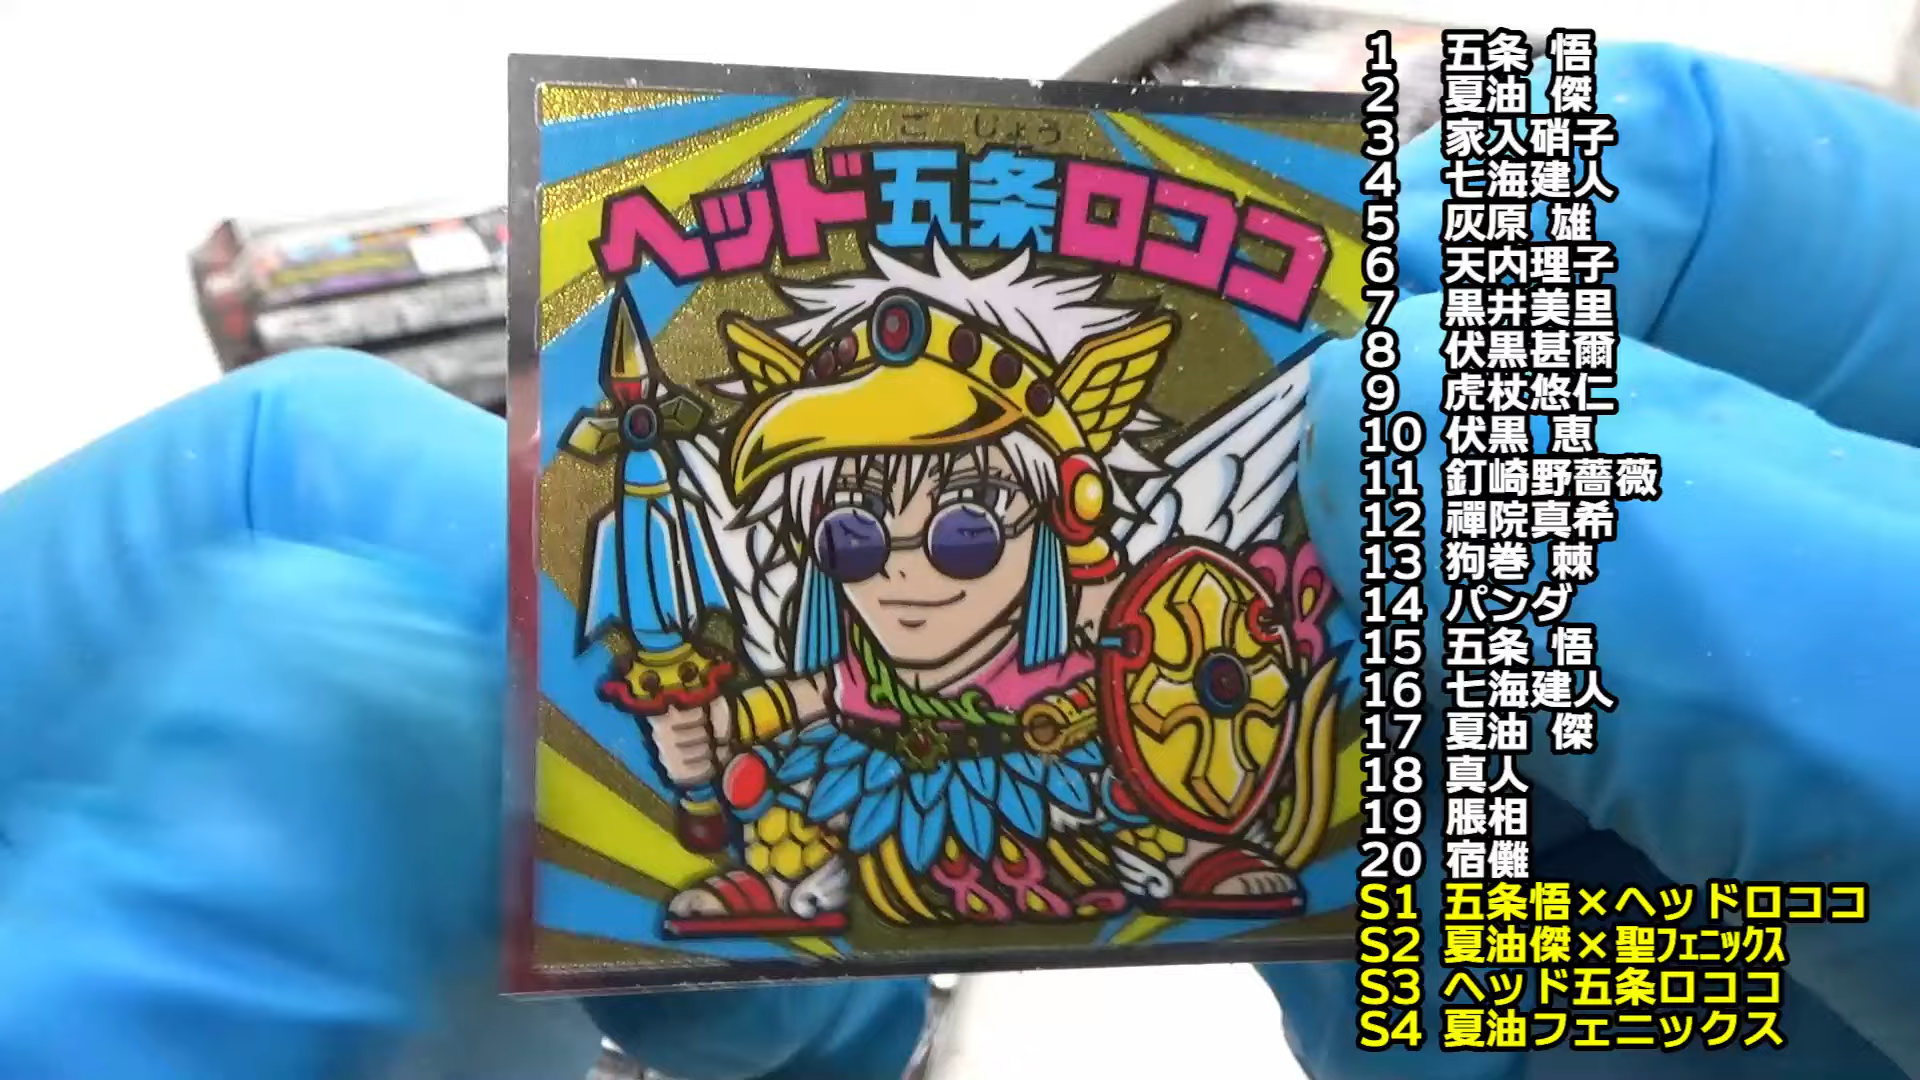 ごじょう
ヘッド五条ロココ
1 五条 悟
2 夏油 傑
3 家入硝子
4 七海建人
5 灰原 雄
6 天内理子
7 黒井美里
8 伏黒甚爾
9 虎杖悠仁
10 伏黒 恵
11 釘崎野薔薇
12 禪院真希
13 狗巻 棘
14 パンダ
15 五条 悟
16 七海建人
17 夏油 傑
18 真人
19 脹相
20 宿儺
S1 五条悟×ヘッドロココ
S2 夏油傑×聖フェニックス
S3 ヘッド五条ロココ
S4 夏油フェニックス